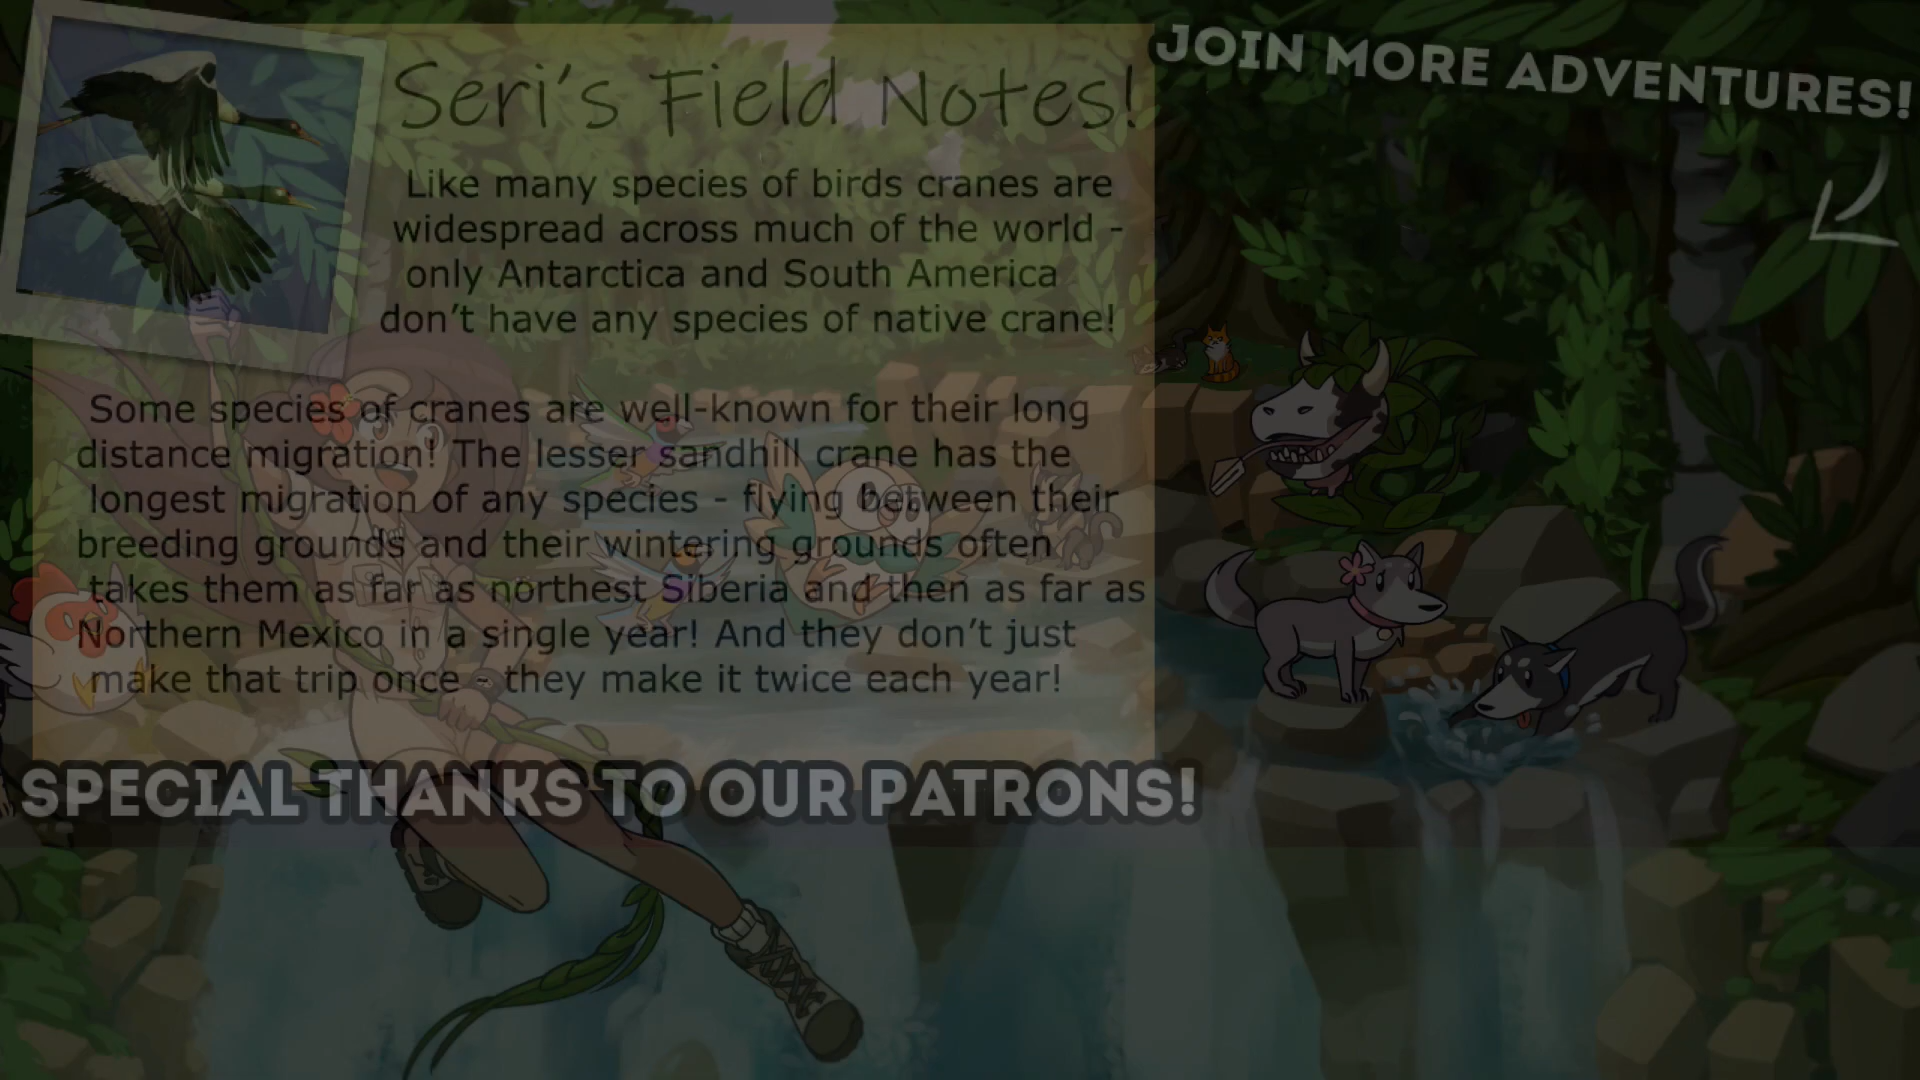 Seri's Field Notes!
JOIN MORE ADVENTURES!
Like many species of birds cranes are
widespread across much of the world -
only Antarctica and South America
don't have any species of native crane!
Some species of cranes are well-known for their long
distance migration! The lesser sandhill crane has the
longest migration of any species - flying between their
breeding grounds and their wintering grounds often
takes them as far as northest Siberia and then as far as
Northern Mexico in a single year! And they don't just
make that trip once - they make it twice each year!
SPECIAL THANKS TO OUR PATRONS!